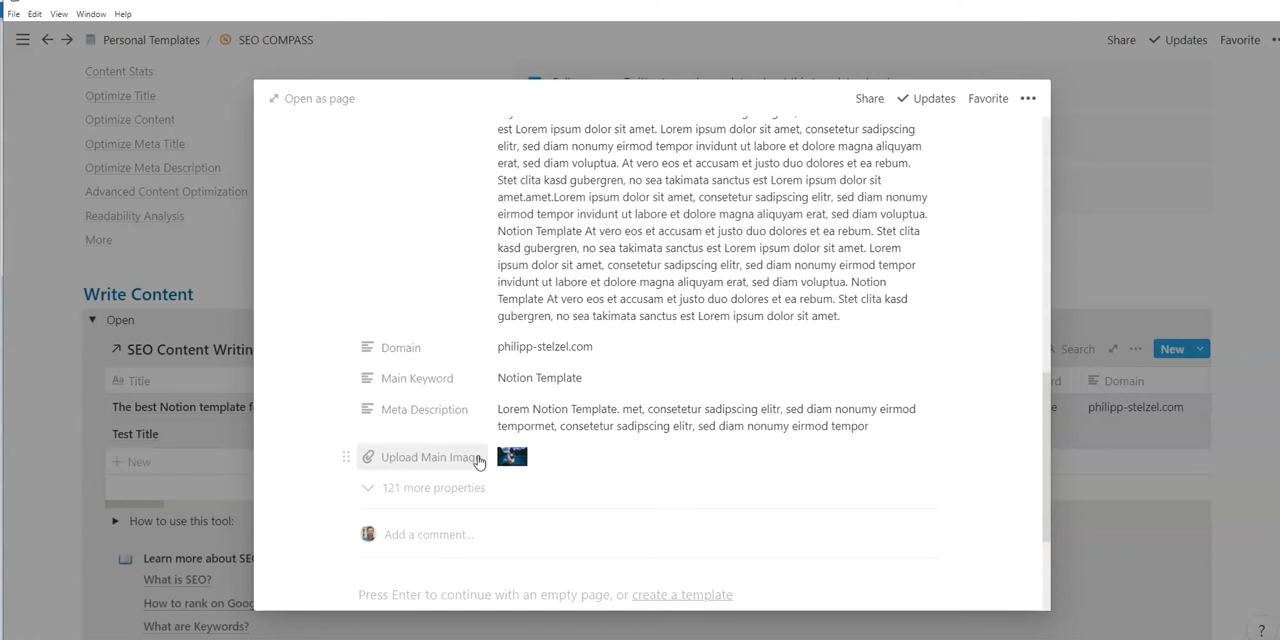 File Edit View Window Help
Personal Templates / SEO COMPASS
Share Updates Favorite
Content Stats
Optimize Title
Optimize Content
Optimize Meta Title
Optimize Meta Description
Advanced Content Optimization
Readability Analysis
More
Write Content
Open
SEO Content Writin
Search
New
Aa Title
rd
Domain
The best Notion template f
e
philipp-stelzel.com
Test Title
+ New
How to use this tool:
Learn more about SE
What is SEO?
How to rank on Goog
What are Keywords?
Open as page
Share Updates Favorite
est Lorem ipsum dolor sit amet. Lorem ipsum dolor sit amet, consetetur sadipscing
elitr, sed diam nonumy eirmod tempor invidunt ut labore et dolore magna aliquyam
erat, sed diam voluptua. At vero eos et accusam et justo duo dolores et ea rebum.
Stet clita kasd gubergren, no sea takimata sanctus est Lorem ipsum dolor sit
amet.amet.Lorem ipsum dolor sit amet, consetetur sadipscing elitr, sed diam nonumy
eirmod tempor invidunt ut labore et dolore magna aliquyam erat, sed diam voluptua.
Notion Template At vero eos et accusam et justo duo dolores et ea rebum. Stet clita
kasd gubergren, no sea takimata sanctus est Lorem ipsum dolor sit amet. Lorem
ipsum dolor sit amet, consetetur sadipscing elitr, sed diam nonumy eirmod tempor
invidunt ut labore et dolore magna aliquyam erat, sed diam voluptua. Notion
Template At vero eos et accusam et justo duo dolores et ea rebum. Stet clita kasd
gubergren, no sea takimata sanctus est Lorem ipsum dolor sit amet.
Domain philipp-stelzel.com
Main Keyword Notion Template
Meta Description Lorem Notion Template. met, consetetur sadipscing elitr, sed diam nonumy eirmod
tempormet, consetetur sadipscing elitr, sed diam nonumy eirmod tempor
Upload Main Imag
121 more properties
Add a comment...
Press Enter to continue with an empty page, or create a template
?